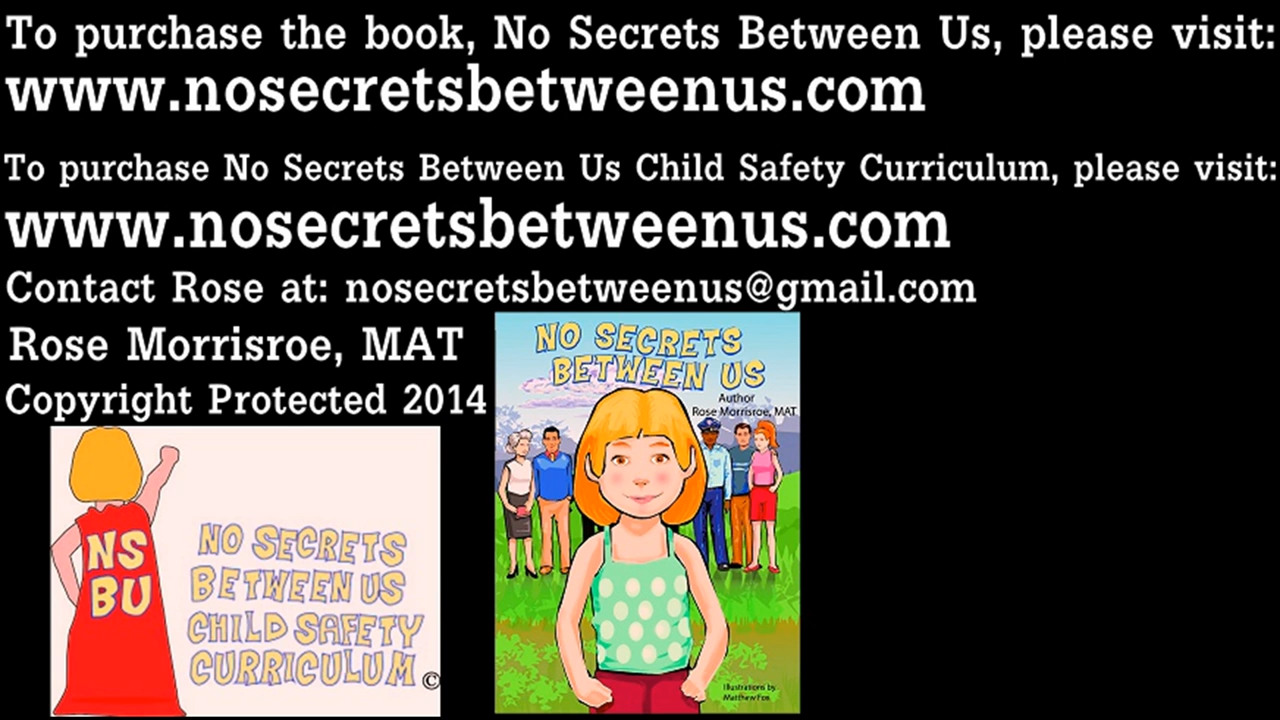 To purchase the book, No Secrets Between Us, please visit:
www.nosecretsbetweenus.com
To purchase No Secrets Between Us Child Safety Curriculum, please visit:
www.nosecretsbetweenus.com
Contact Rose at: nosecretsbetweenus@gmail.com
Rose Morrisroe, MAT
Copyright Protected 2014
NS
BU
NO SECRETS
BETWEEN US
CHILD SAFETY
CURRICULUM ©
NO SECRETS
BETWEEN US
Author
Rose Morrisroe, MAT
Illustrations by
Matthew Fox